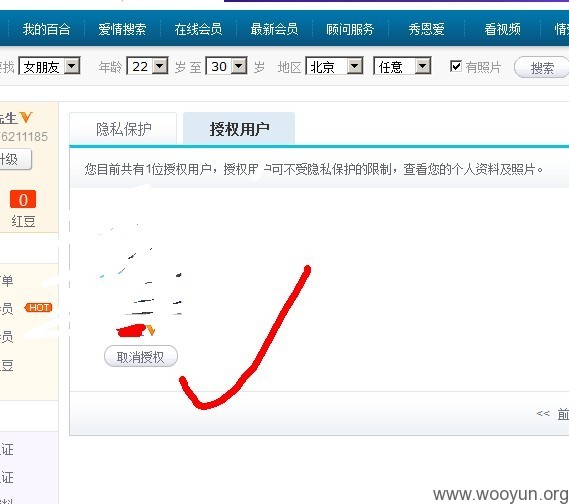 我的百合 爱情搜索 在线会员 最新会员 顾问服务 秀恩爱 看视频
找 女朋友 年龄 22 岁 至 30 岁 地区 北京 任意 有照片 搜索
先生
6211185
升级
隐私保护 授权用户
您目前共有1位授权用户，授权用户可不受隐私保护的限制，查看您的个人资料及照片。
0
红豆
单
员 HOT
员
豆
取消授权
<< 前
证
证
www.wooyun.org